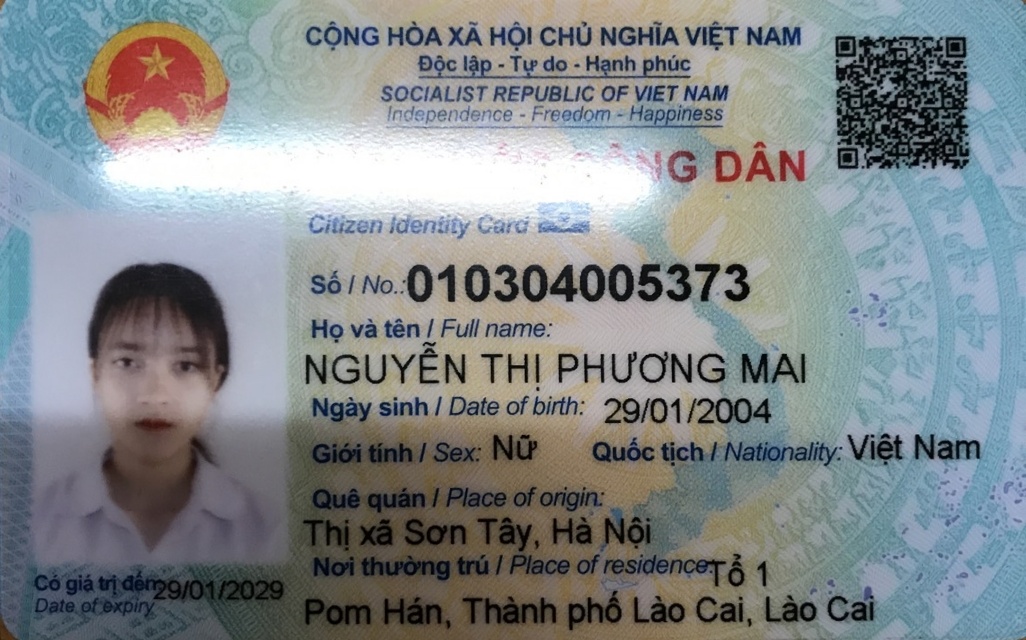 CỘNG HÒA XÃ HỘI CHỦ NGHĨA VIỆT NAM
Độc lập - Tự do - Hạnh phúc
SOCIALIST REPUBLIC OF VIET NAM
Independence - Freedom - Happiness
DÂN
Citizen Identity Card
Số / No.: 010304005373
Họ và tên / Full name:
NGUYỄN THỊ PHƯƠNG MAI
Ngày sinh / Date of birth: 29/01/2004
Giới tính / Sex: Nữ Quốc tịch / Nationality: Việt Nam
Quê quán / Place of origin:
Thị xã Sơn Tây, Hà Nội
Nơi thường trú / Place of residence: Tổ 1
Pom Hán, Thành phố Lào Cai, Lào Cai
Có giá trị đến: 29/01/2029
Date of expiry